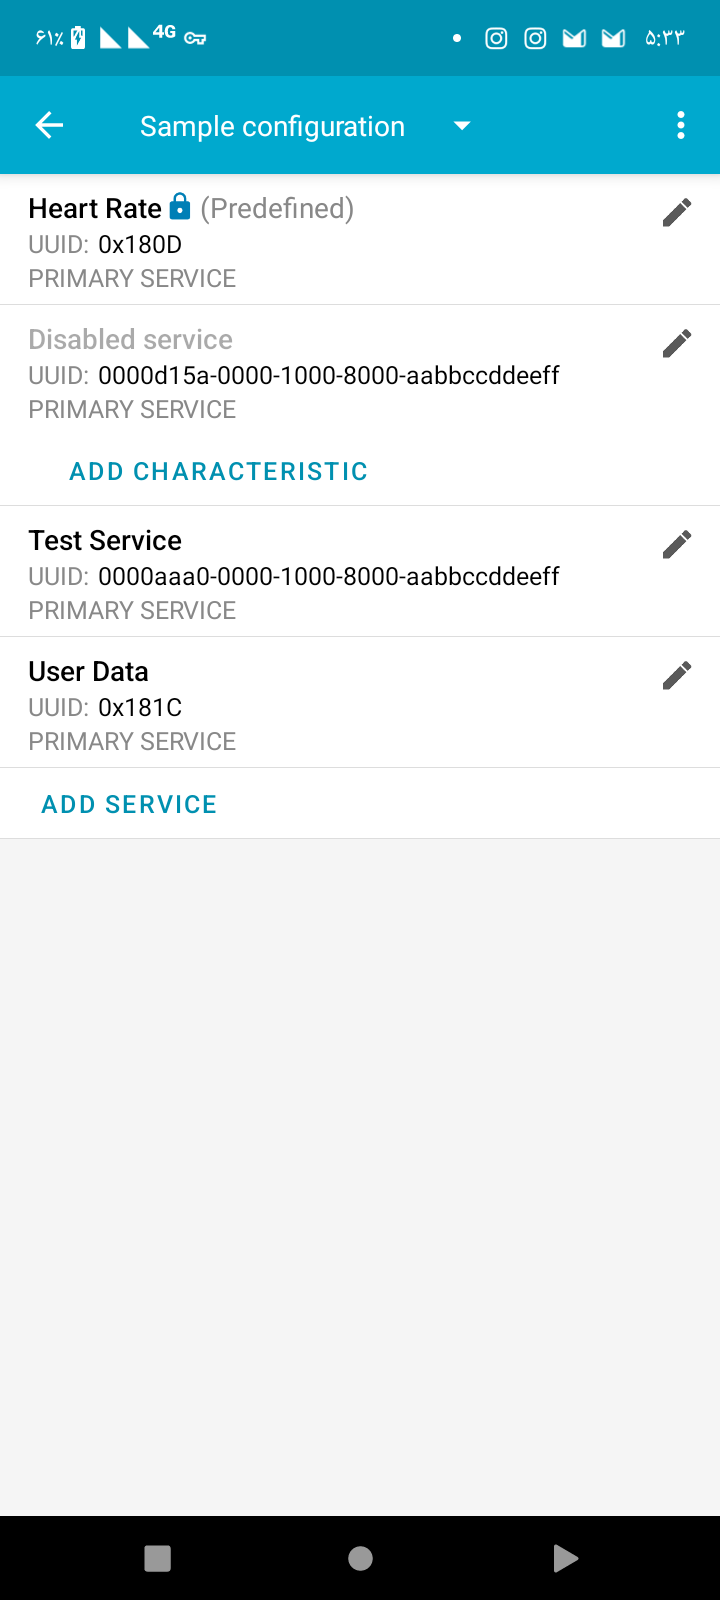 ۶۱٪ 4G ۵:۳۳
Sample configuration
Heart Rate (Predefined)
UUID: 0x180D
PRIMARY SERVICE
Disabled service
UUID: 0000d15a-0000-1000-8000-aabbccddeeff
PRIMARY SERVICE
ADD CHARACTERISTIC
Test Service
UUID: 0000aaa0-0000-1000-8000-aabbccddeeff
PRIMARY SERVICE
User Data
UUID: 0x181C
PRIMARY SERVICE
ADD SERVICE